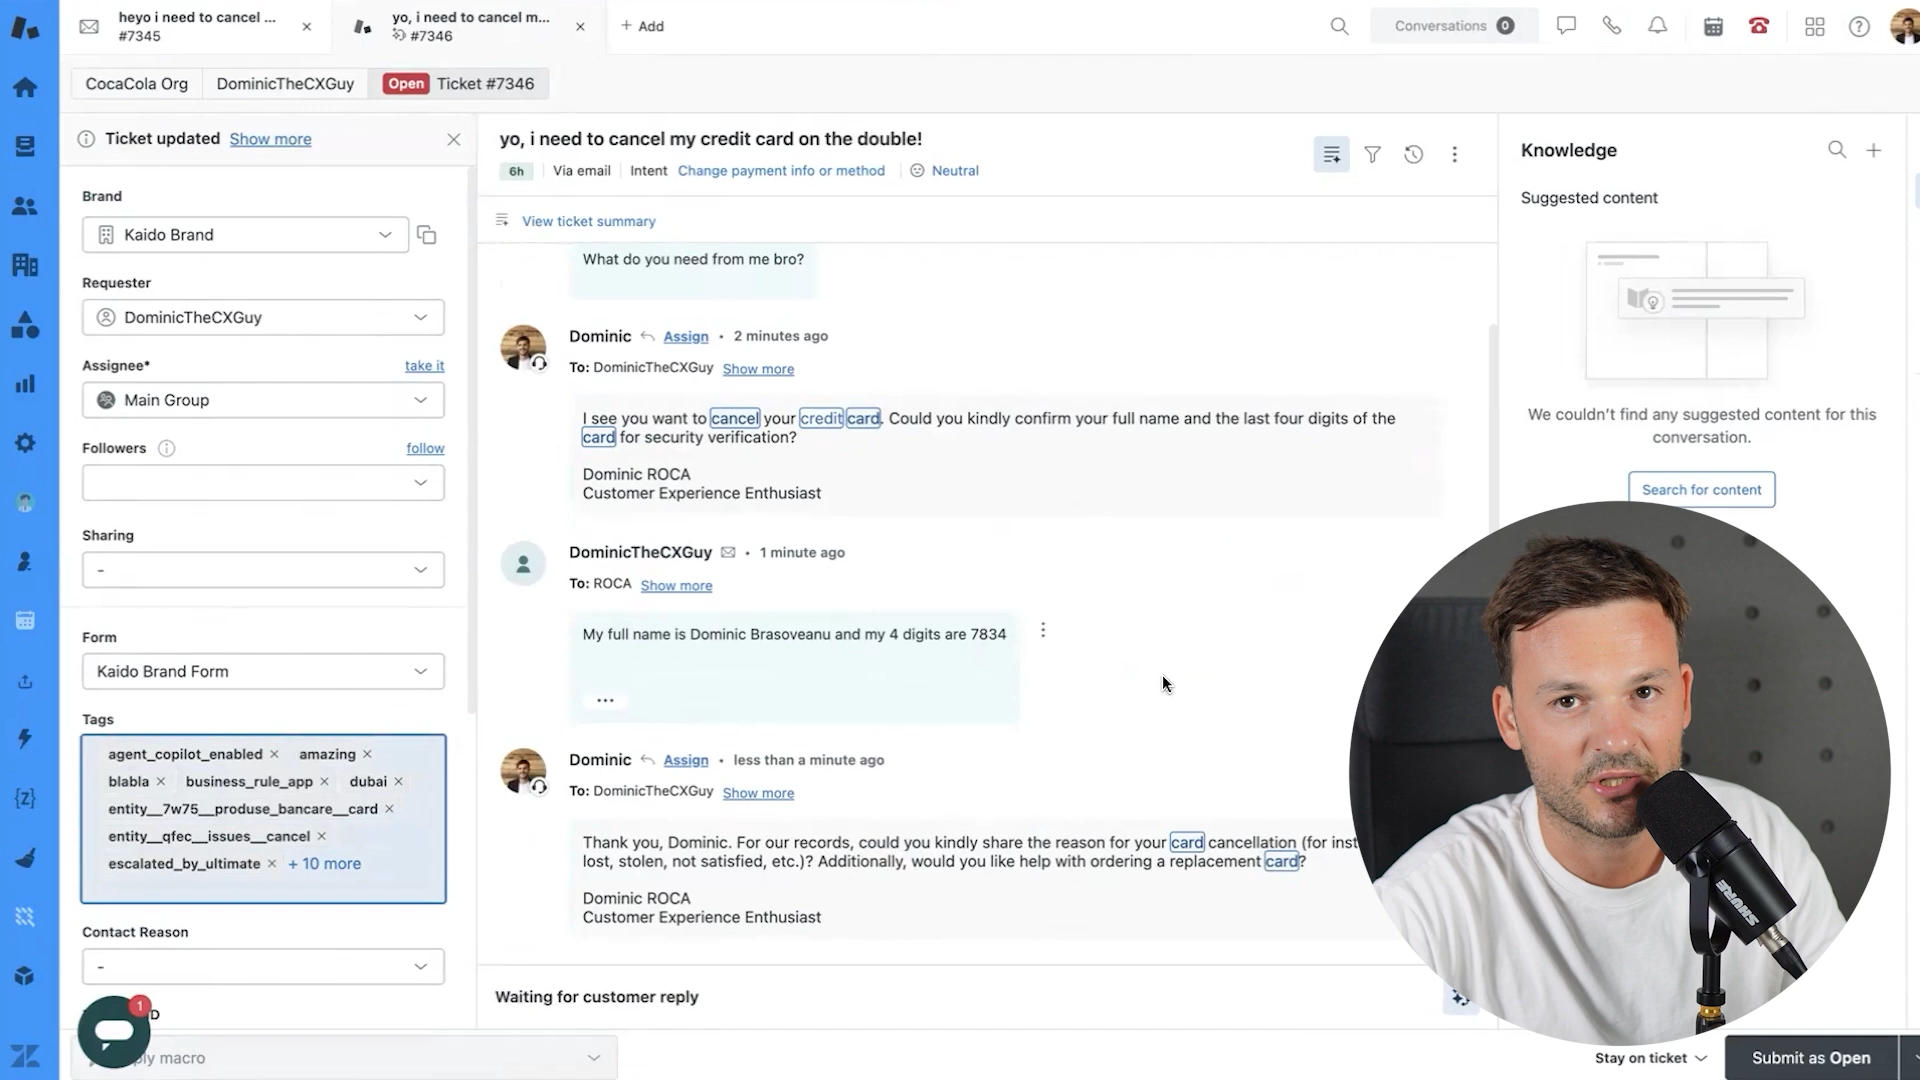 heyo i need to cancel ...
#7345
yo, i need to cancel m...
#7346
+ Add
Conversations 0
CocaCola Org
DominicTheCXGuy
Open Ticket #7346
Ticket updated Show more
Brand
Kaido Brand
Requester
DominicTheCXGuy
Assignee* take it
Main Group
Followers follow
Sharing
-
Form
Kaido Brand Form
Tags
agent_copilot_enabled × amazing ×
blabla × business_rule_app × dubai ×
entity__7w75__produse_bancare__card ×
entity__qfec__issues__cancel ×
escalated_by_ultimate × + 10 more
Contact Reason
-
1
macro
yo, i need to cancel my credit card on the double!
6h Via email Intent Change payment info or method Neutral
View ticket summary
What do you need from me bro?
Dominic Assign • 2 minutes ago
To: DominicTheCXGuy Show more
I see you want to cancel your credit card. Could you kindly confirm your full name and the last four digits of the
card for security verification?
Dominic ROCA
Customer Experience Enthusiast
DominicTheCXGuy • 1 minute ago
To: ROCA Show more
My full name is Dominic Brasoveanu and my 4 digits are 7834
...
Dominic Assign • less than a minute ago
To: DominicTheCXGuy Show more
Thank you, Dominic. For our records, could you kindly share the reason for your card cancellation (for inst
lost, stolen, not satisfied, etc.)? Additionally, would you like help with ordering a replacement card?
Dominic ROCA
Customer Experience Enthusiast
Waiting for customer reply
Knowledge
Suggested content
We couldn't find any suggested content for this
conversation.
Search for content
SHURE
Stay on ticket
Submit as Open